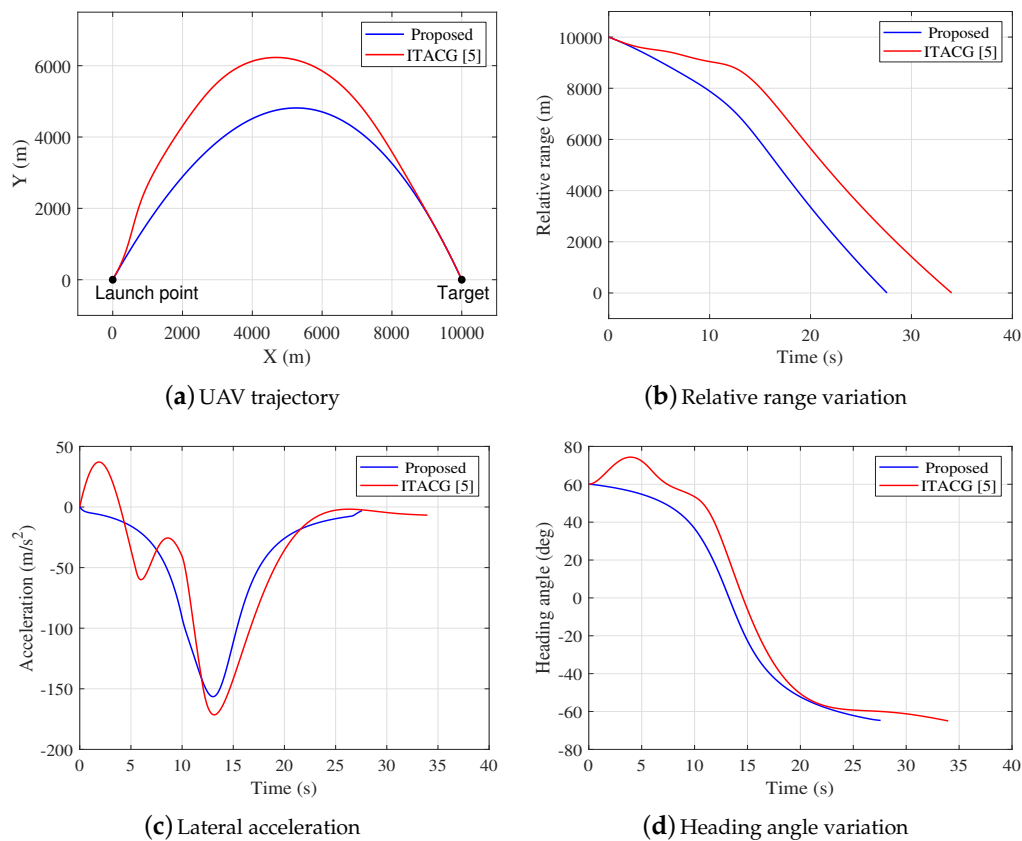 Proposed
ITACG [5]
6000
4000
2000
0
Y (m)
Launch point
Target
0
2000
4000
6000
8000
10000
X (m)
(a) UAV trajectory
Proposed
ITACG [5]
10000
8000
6000
4000
2000
0
Relative range (m)
0
10
20
30
40
Time (s)
(b) Relative range variation
Proposed
ITACG [5]
50
0
-50
-100
-150
-200
Acceleration (m/s²)
0
5
10
15
20
25
30
35
40
Time (s)
(c) Lateral acceleration
Proposed
ITACG [5]
80
60
40
20
0
-20
-40
-60
-80
Heading angle (deg)
0
5
10
15
20
25
30
35
40
Time (s)
(d) Heading angle variation